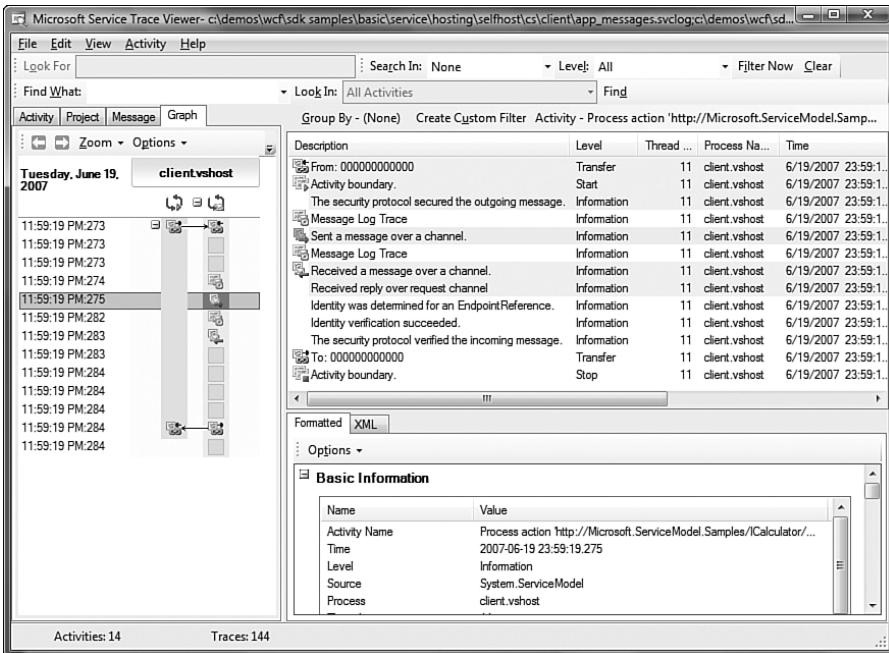 Microsoft Service Trace Viewer- c:\demos\wcf\sdk samples\basic\service\hosting\selfhost\cs\client\app_messages.svclog;c:\demos\wcf\sd...
File Edit View Activity Help
Look For Search In: None Level: All Filter Now Clear
Find What: Look In: All Activities Find
Activity Project Message Graph
Group By - (None) Create Custom Filter Activity - Process action 'http://Microsoft.ServiceModel.Samp...
Zoom Options
Tuesday, June 19, 2007 client.vshost
11:59:19 PM:273
11:59:19 PM:273
11:59:19 PM:273
11:59:19 PM:274
11:59:19 PM:275
11:59:19 PM:282
11:59:19 PM:283
11:59:19 PM:283
11:59:19 PM:284
11:59:19 PM:284
11:59:19 PM:284
11:59:19 PM:284
11:59:19 PM:284
Description Level Thread ... Process Na... Time
From: 000000000000 Transfer 11 client.vshost 6/19/2007 23:59:1..
Activity boundary. Start 11 client.vshost 6/19/2007 23:59:1..
The security protocol secured the outgoing message. Information 11 client.vshost 6/19/2007 23:59:1..
Message Log Trace Information 11 client.vshost 6/19/2007 23:59:1..
Sent a message over a channel. Information 11 client.vshost 6/19/2007 23:59:1..
Message Log Trace Information 11 client.vshost 6/19/2007 23:59:1..
Received a message over a channel. Information 11 client.vshost 6/19/2007 23:59:1..
Received reply over request channel Information 11 client.vshost 6/19/2007 23:59:1..
Identity was determined for an EndpointReference. Information 11 client.vshost 6/19/2007 23:59:1..
Identity verification succeeded. Information 11 client.vshost 6/19/2007 23:59:1..
The security protocol verified the incoming message. Information 11 client.vshost 6/19/2007 23:59:1..
To: 000000000000 Transfer 11 client.vshost 6/19/2007 23:59:1..
Activity boundary. Stop 11 client.vshost 6/19/2007 23:59:1..
Formatted XML
Options
Basic Information
Name Value
Activity Name Process action 'http://Microsoft.ServiceModel.Samples/ICalculator/...
Time 2007-06-19 23:59:19.275
Level Information
Source System.ServiceModel
Process client.vshost
Activities: 14 Traces: 144